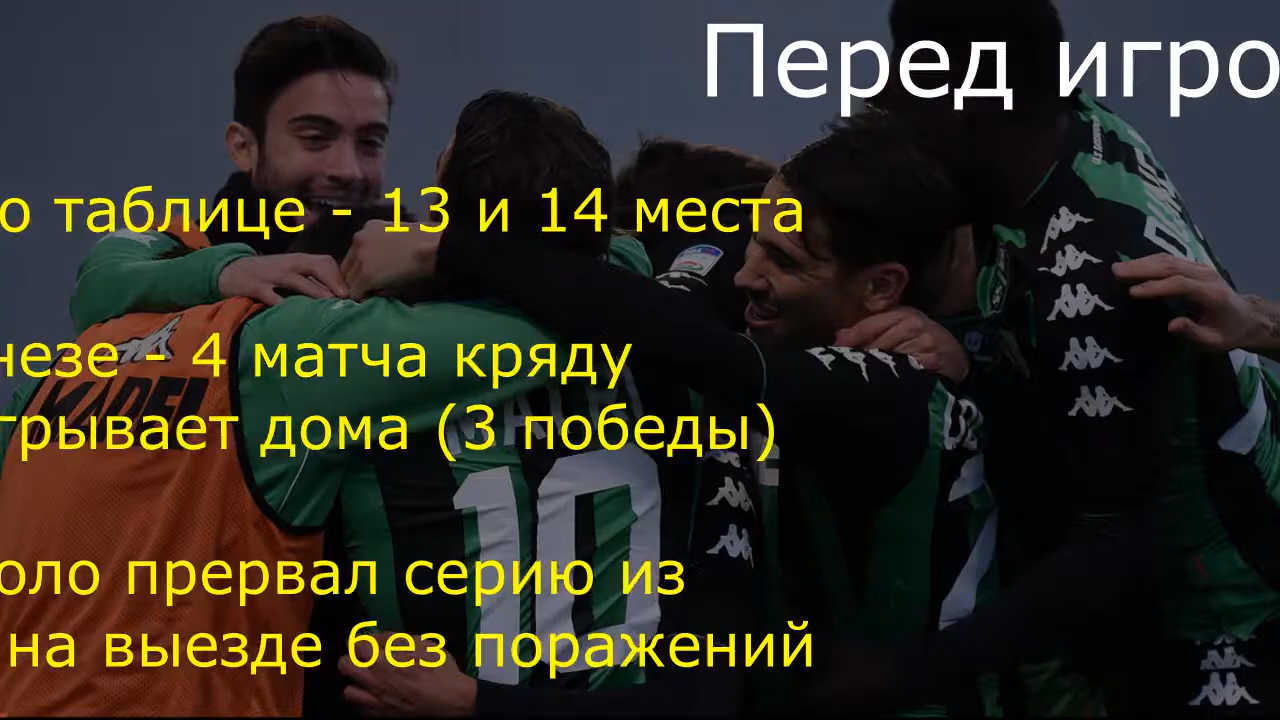 Перед игро
о таблице - 13 и 14 места
незе - 4 матча кряду
грывает дома (3 победы)
оло прервал серию из
на выезде без поражений
10